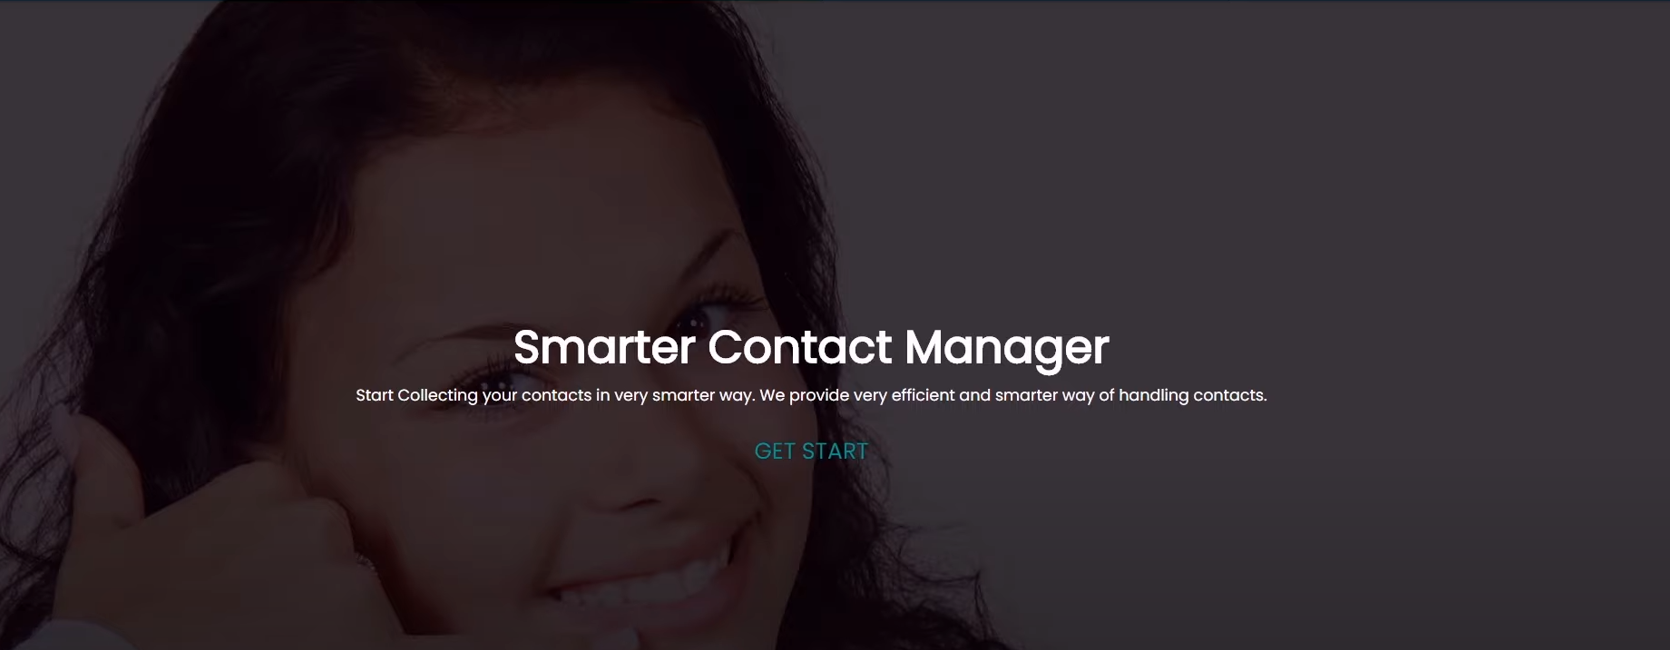 Smarter Contact Manager
Start Collecting your contacts in very smarter way. We provide very efficient and smarter way of handling contacts.
GET START